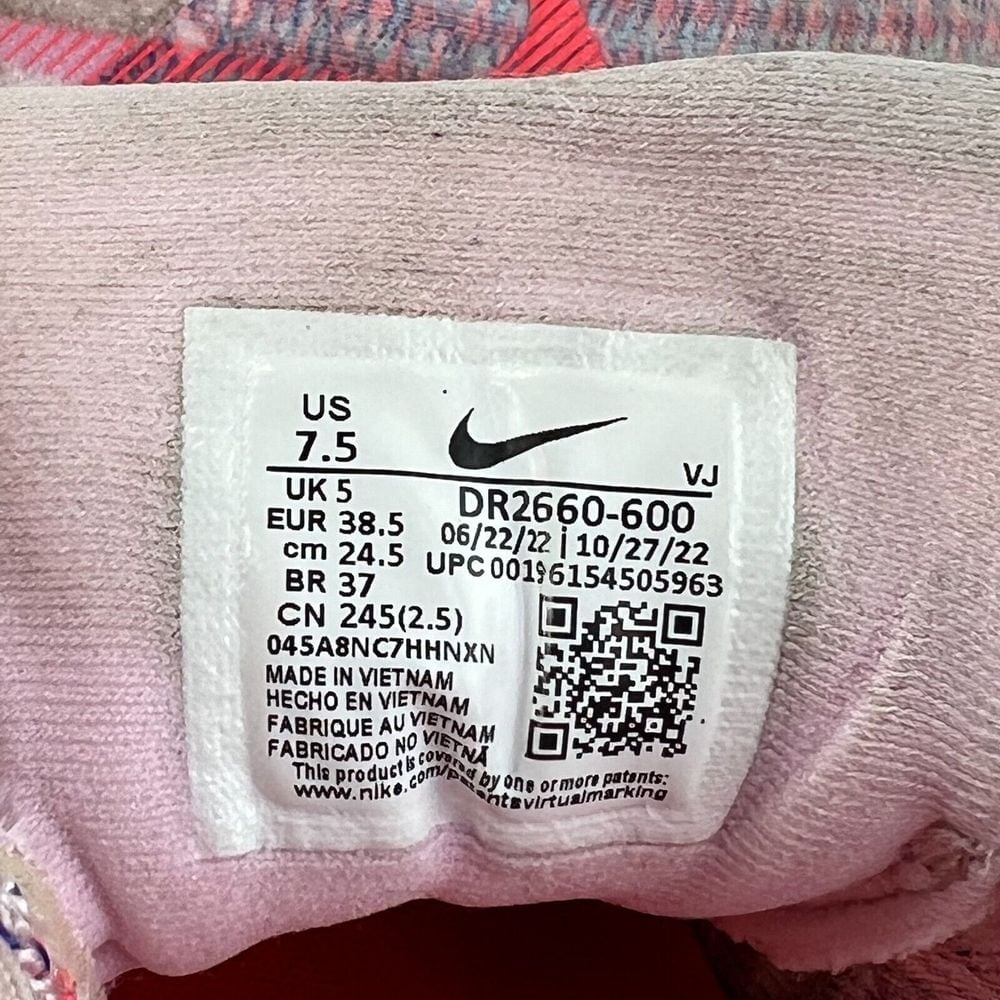 US
7.5
VJ
UK 5
EUR 38.5
cm 24.5
BR 37
CN 245(2.5)
DR2660-600
06/22/22 | 10/27/22
UPC 00196154505963
045A8NC7HHNXN
MADE IN VIETNAM
HECHO EN VIETNAM
FABRIQUE AU VIETNAM
FABRICADO NO VIETNÃ
This product is covered by one or more patents:
www.nike.com/patentsvirtualmarking